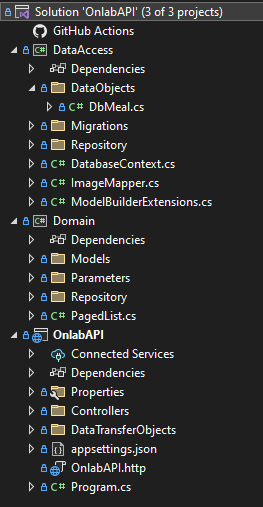 Solution 'OnlabAPI' (3 of 3 projects)
GitHub Actions
C# DataAccess
Dependencies
DataObjects
C# DbMeal.cs
Migrations
Repository
C# DatabaseContext.cs
C# ImageMapper.cs
C# ModelBuilderExtensions.cs
C# Domain
Dependencies
Models
Parameters
Repository
C# PagedList.cs
OnlabAPI
Connected Services
Dependencies
Properties
Controllers
DataTransferObjects
appsettings.json
OnlabAPI.http
C# Program.cs